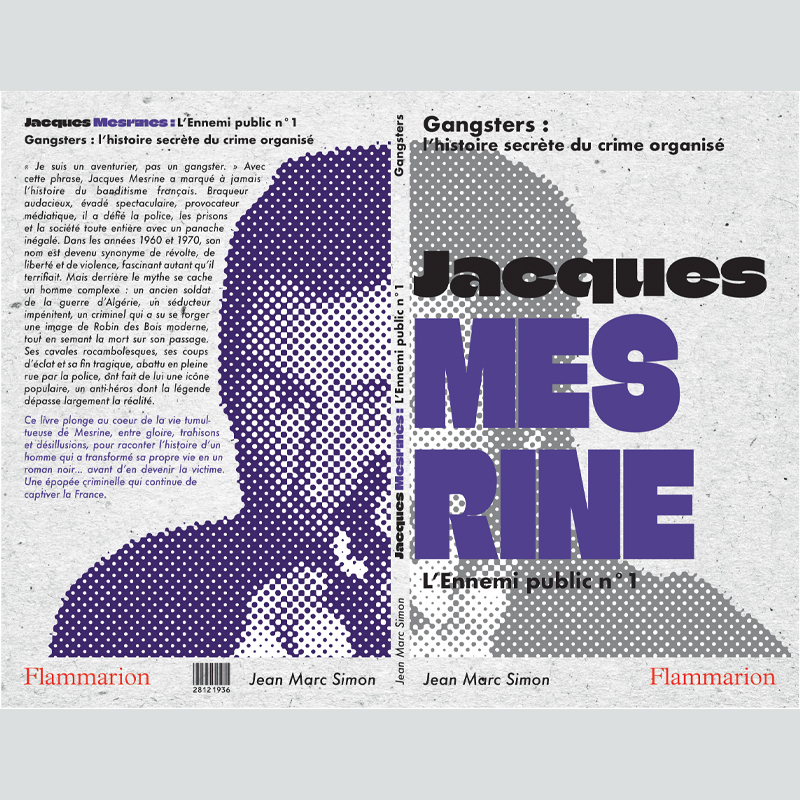 Jacques Mesrines : L'Ennemi public n°1
Gangsters : l'histoire secrète du crime organisé
« Je suis un aventurier, pas un gangster. » Avec
cette phrase, Jacques Mesrine a marqué à jamais
l'histoire du banditisme français. Braqueur
audacieux, évadé spectaculaire, provocateur
médiatique, il a défié la police, les prisons
et la société toute entière avec un panache
inégalé. Dans les années 1960 et 1970, son
nom est devenu synonyme de révolte, de
liberté et de violence, fascinant autant qu'il
terrifiait. Mais derrière le mythe se cache
un homme complexe : un ancien soldat
de la guerre d'Algérie, un séducteur
impénitent, un criminel qui a su se forger
une image de Robin des Bois moderne,
tout en semant la mort sur son passage.
Ses cavales rocambolesques, ses coups
d'éclat et sa fin tragique, abattu en pleine
rue par la police, ont fait de lui une icône
populaire, un anti-héros dont la légende
dépasse largement la réalité.
Ce livre plonge au coeur de la vie tumul-
tueuse de Mesrine, entre gloire, trahisons
et désillusions, pour raconter l'histoire d'un
homme qui a transformé sa propre vie en un
roman noir... avant d'en devenir la victime.
Une épopée criminelle qui continue de
captiver la France.
Flammarion
28121936
Jean Marc Simon
Gangsters
Jacques Mesrines : L'Ennemi public n°1
Jean Marc Simon
Gangsters :
l'histoire secrète du crime organisé
Jacques
MES
RINE
L'Ennemi public n°1
Jean Marc Simon
Flammarion